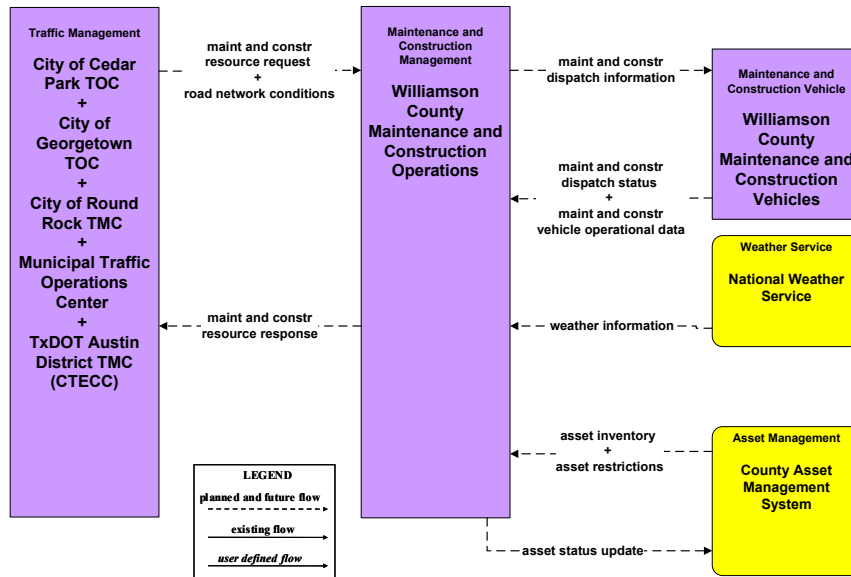 Traffic Management
City of Cedar
Park TOC
+
City of
Georgetown
TOC
+
City of Round
Rock TMC
+
Municipal Traffic
Operations
Center
+
TxDOT Austin
District TMC
(CTECC)
maint and constr
resource request
+
road network conditions
maint and constr
resource response
Maintenance and
Construction
Management
Williamson
County
Maintenance and
Construction
Operations
maint and constr
dispatch information
maint and constr
dispatch status
+
maint and constr
vehicle operational data
weather information
asset inventory
+
asset restrictions
asset status update
Maintenance and
Construction Vehicle
Williamson
County
Maintenance and
Construction
Vehicles
Weather Service
National Weather
Service
Asset Management
County Asset
Management
System
LEGEND
planned and future flow
existing flow
user defined flow